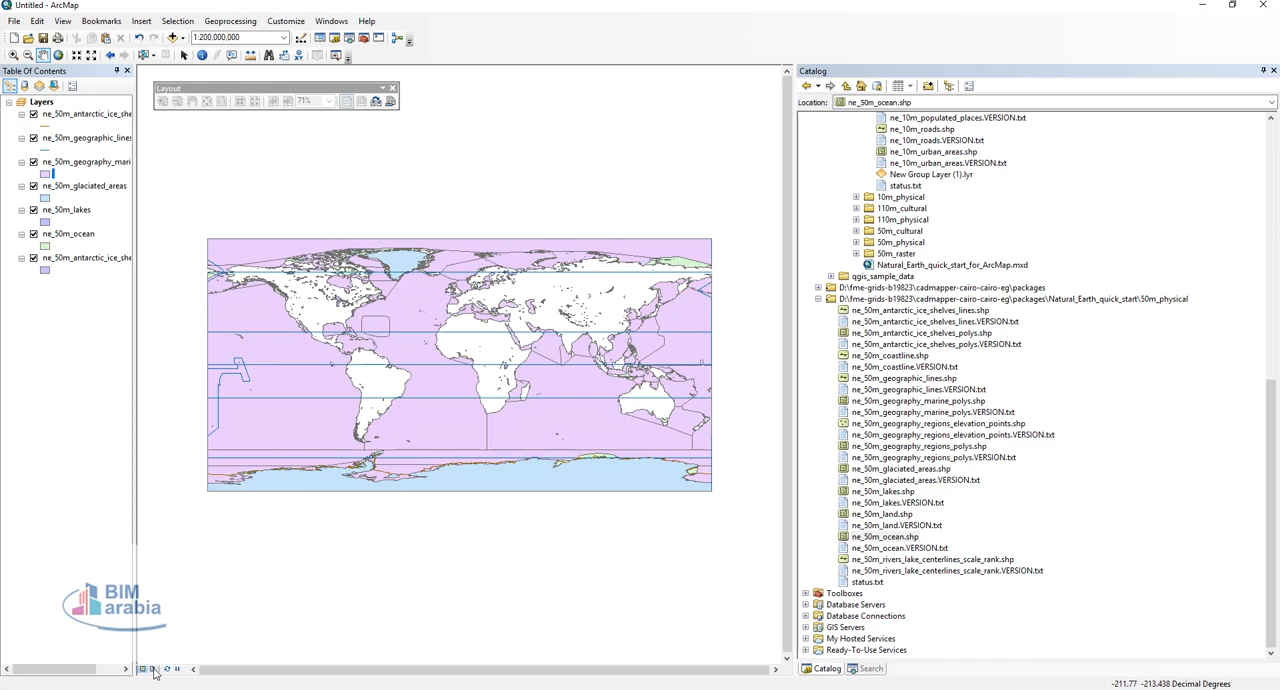 Untitled - ArcMap
File Edit View Bookmarks Insert Selection Geoprocessing Customize Windows Help
1:200,000,000
Table Of Contents
Layers
ne_50m_antarctic_ice_she
ne_50m_geographic_lines
ne_50m_geography_mari
ne_50m_glaciated_areas
ne_50m_lakes
ne_50m_ocean
ne_50m_antarctic_ice_she
Layout
71%
BIM
arabia
Catalog
Location: ne_50m_ocean.shp
ne_10m_populated_places.VERSION.txt
ne_10m_roads.shp
ne_10m_roads.VERSION.txt
ne_10m_urban_areas.shp
ne_10m_urban_areas.VERSION.txt
New Group Layer (1).lyr
status.txt
10m_physical
110m_cultural
110m_physical
50m_cultural
50m_physical
50m_raster
Natural_Earth_quick_start_for_ArcMap.mxd
qgis_sample_data
D:\fme-grids-b19823\cadmapper-cairo-cairo-eg\packages
D:\fme-grids-b19823\cadmapper-cairo-cairo-eg\packages\Natural_Earth_quick_start\50m_physical
ne_50m_antarctic_ice_shelves_lines.shp
ne_50m_antarctic_ice_shelves_lines.VERSION.txt
ne_50m_antarctic_ice_shelves_polys.shp
ne_50m_antarctic_ice_shelves_polys.VERSION.txt
ne_50m_coastline.shp
ne_50m_coastline.VERSION.txt
ne_50m_geographic_lines.shp
ne_50m_geographic_lines.VERSION.txt
ne_50m_geography_marine_polys.shp
ne_50m_geography_marine_polys.VERSION.txt
ne_50m_geography_regions_elevation_points.shp
ne_50m_geography_regions_elevation_points.VERSION.txt
ne_50m_geography_regions_polys.shp
ne_50m_geography_regions_polys.VERSION.txt
ne_50m_glaciated_areas.shp
ne_50m_glaciated_areas.VERSION.txt
ne_50m_lakes.shp
ne_50m_lakes.VERSION.txt
ne_50m_land.shp
ne_50m_land.VERSION.txt
ne_50m_ocean.shp
ne_50m_ocean.VERSION.txt
ne_50m_rivers_lake_centerlines_scale_rank.shp
ne_50m_rivers_lake_centerlines_scale_rank.VERSION.txt
status.txt
Toolboxes
Database Servers
Database Connections
GIS Servers
My Hosted Services
Ready-To-Use Services
Catalog Search
-211.77 -213.438 Decimal Degrees